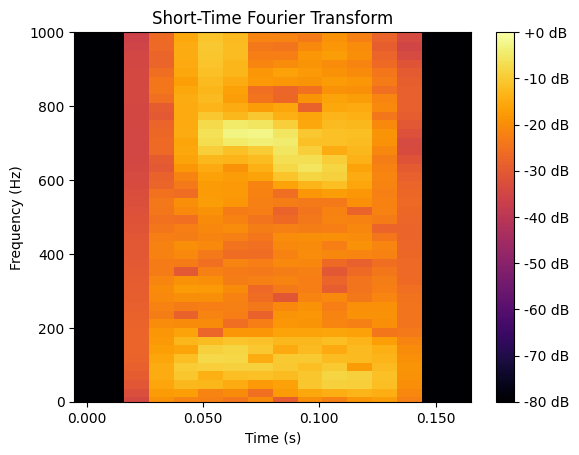 Short-Time Fourier Transform
1000
800
600
400
200
0
Frequency (Hz)
0.000
0.050
0.100
0.150
Time (s)
+0 dB
-10 dB
-20 dB
-30 dB
-40 dB
-50 dB
-60 dB
-70 dB
-80 dB